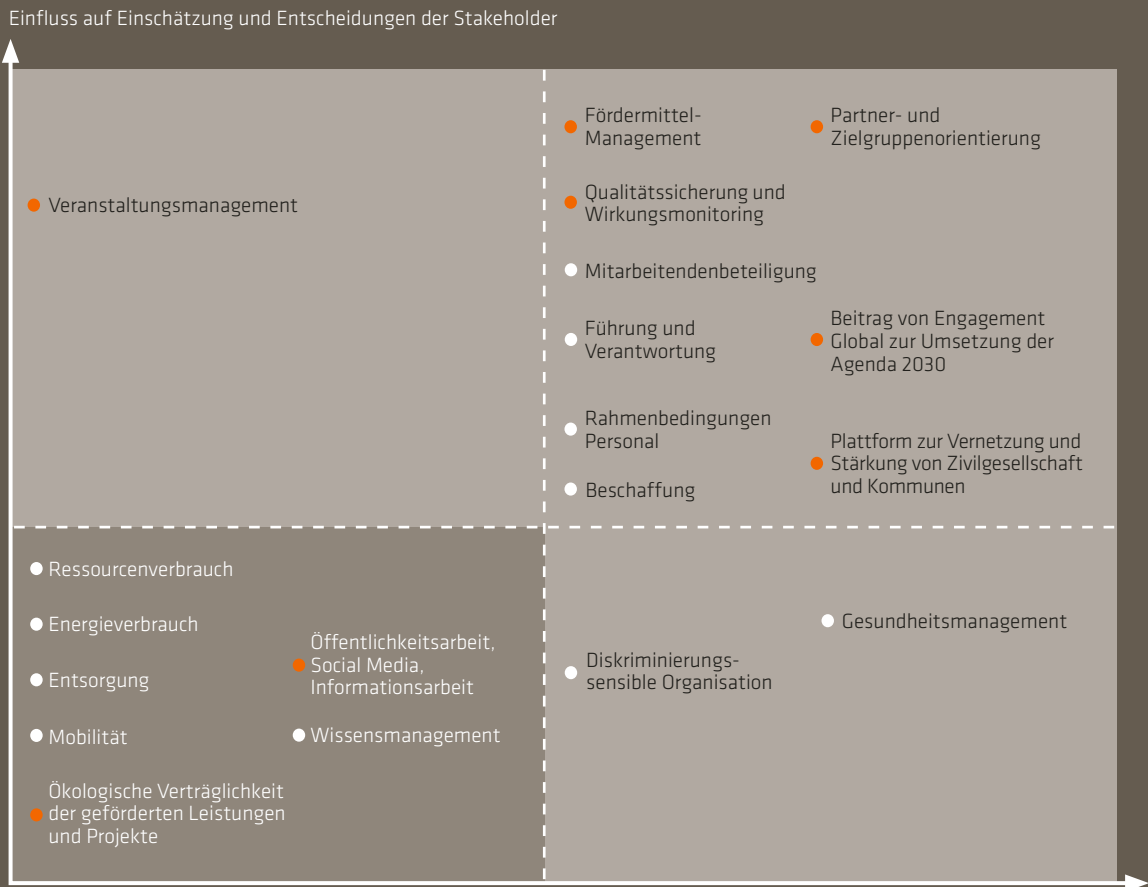 Einfluss auf Einschätzung und Entscheidungen der Stakeholder
Veranstaltungsmanagement
Fördermittel-
Management
Partner- und
Zielgruppenorientierung
Qualitätssicherung und
Wirkungsmonitoring
Mitarbeitendenbeteiligung
Führung und
Verantwortung
Beitrag von Engagement
Global zur Umsetzung der
Agenda 2030
Rahmenbedingungen
Personal
Plattform zur Vernetzung und
Stärkung von Zivilgesellschaft
und Kommunen
Beschaffung
Ressourcenverbrauch
Energieverbrauch
Entsorgung
Mobilität
Ökologische Verträglichkeit
der geförderten Leistungen
und Projekte
Öffentlichkeitsarbeit,
Social Media,
Informationsarbeit
Wissensmanagement
Diskriminierungs-
sensible Organisation
Gesundheitsmanagement